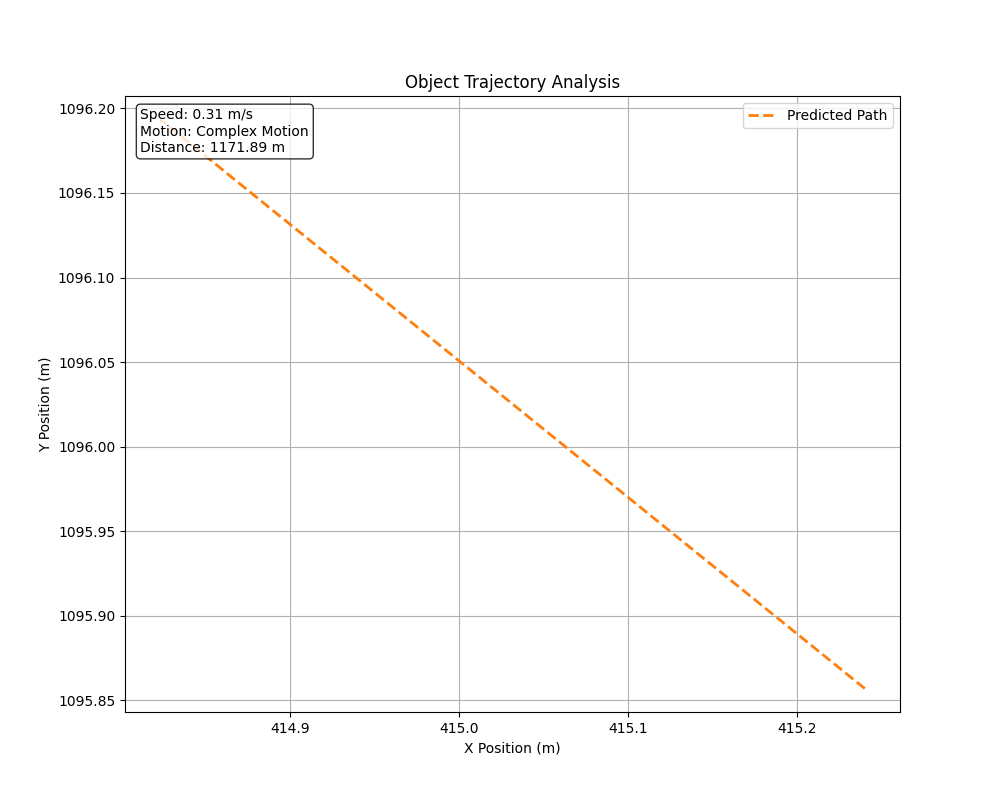 Object Trajectory Analysis
1096.20
1096.15
1096.10
1096.05
1096.00
1095.95
1095.90
1095.85
Y Position (m)
Speed: 0.31 m/s
Motion: Complex Motion
Distance: 1171.89 m
Predicted Path
414.9 415.0 415.1 415.2
X Position (m)